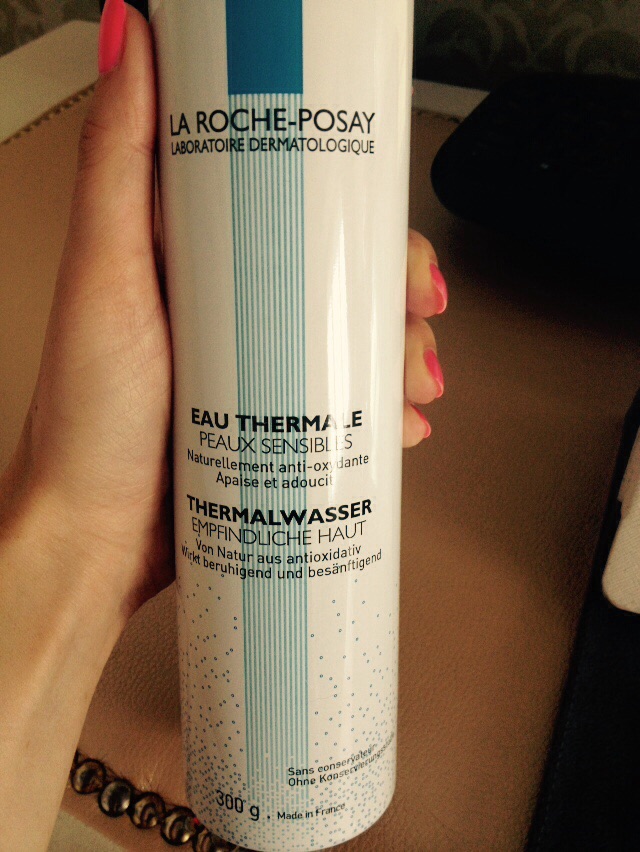 LA ROCHE-POSAY
LABORATOIRE DERMATOLOGIQUE
EAU THERMALE
PEAUX SENSIBLES
Naturellement anti-oxydante
Apaise et adoucit
THERMALWASSER
EMPFINDLICHE HAUT
Von Natur aus antioxidativ
Wirkt beruhigend und besänftigend
Sans conservateur
Ohne
300 g . Made in France